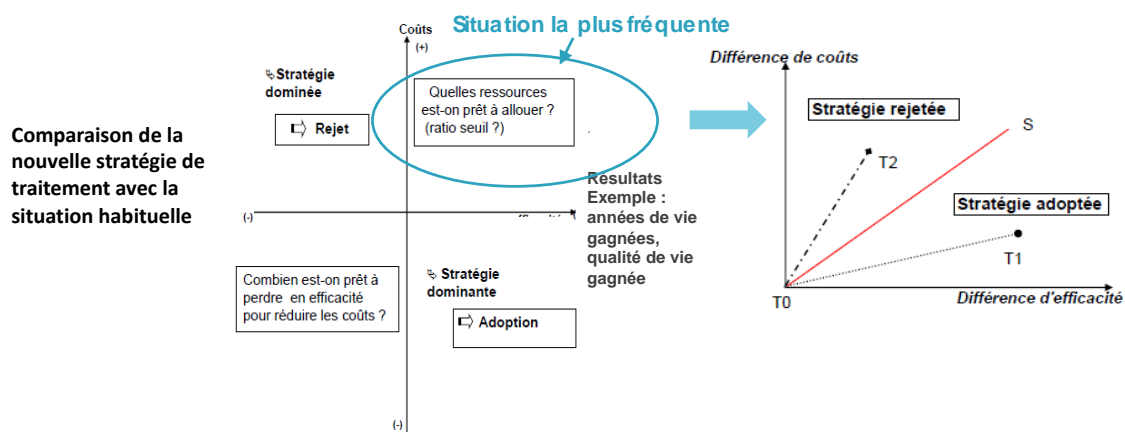 Situation la plus fréquente
Coûts
(+)
Stratégie
dominée
Rejet
Quelles ressources
est-on prêt à allouer ?
(ratio seuil ?)
Comparaison de la
nouvelle stratégie de
traitement avec la
situation habituelle
(-)
Résultats
Exemple :
années de vie
gagnées,
qualité de vie
gagnée
Combien est-on prêt à
perdre en efficacité
pour réduire les coûts ?
Stratégie
dominante
Adoption
(-)
Différence de coûts
Stratégie rejetée
S
T2
Stratégie adoptée
T1
T0
Différence d'efficacité